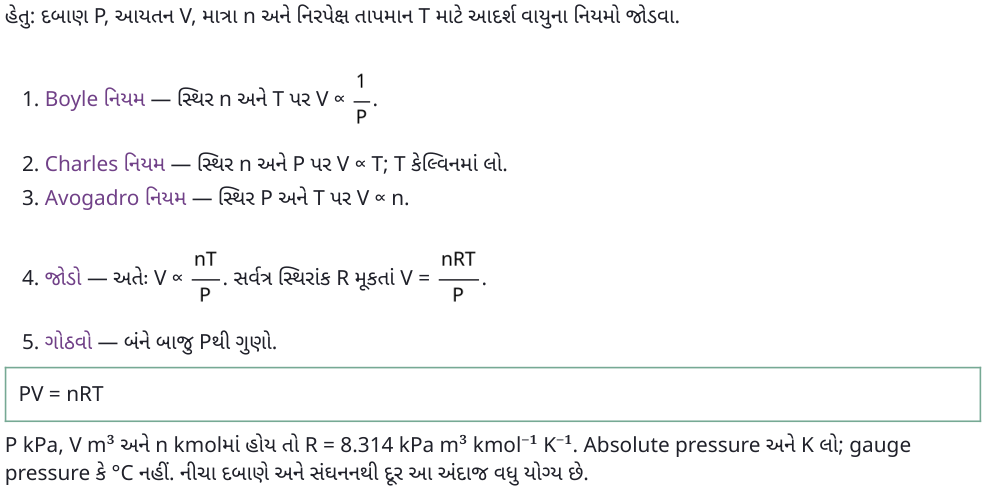 હેતુ: દબાણ P, આયતન V, માત્રા n અને નિરપેક્ષ તાપમાન T માટે આદર્શ વાયુના નિયમો જોડવા.
1. Boyle નિયમ — સ્થિર n અને T પર V ∝ 1/P.
2. Charles નિયમ — સ્થિર n અને P પર V ∝ T; T કેલ્વિનમાં લો.
3. Avogadro નિયમ — સ્થિર P અને T પર V ∝ n.
4. જોડો — અતેઃ V ∝ nT/P. સર્વત્ર સ્થિરાંક R મૂકતાં V = nRT/P.
5. ગોઠવો — બંને બાજુ Pથી ગુણો.
PV = nRT
P kPa, V m³ અને n kmolમાં હોય તો R = 8.314 kPa m³ kmol⁻¹ K⁻¹. Absolute pressure અને K લો; gauge
pressure કે °C નહીં. નીચા દબાણે અને સંઘનનથી દૂર આ અંદાજ વધુ યોગ્ય છે.